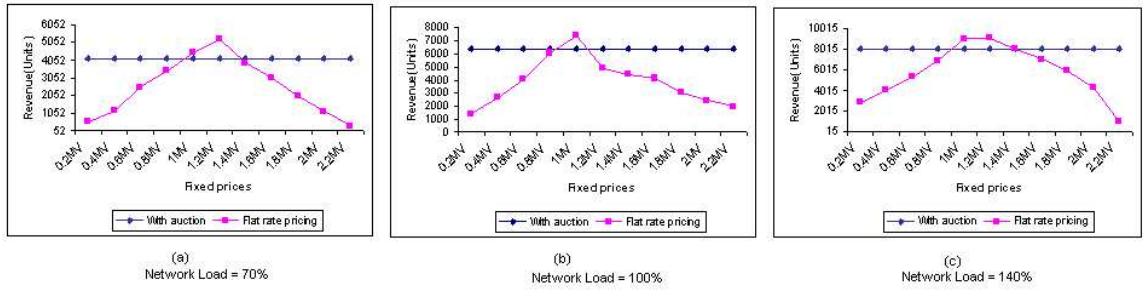 6052
5052
4052
3052
2052
1052
52
Revenue(Units)
0.2MV
0.4MV
0.6MV
0.8MV
1MV
1.2MV
1.4MV
1.6MV
1.8MV
2MV
2.2MV
Fixed prices
With auction
Flat rate pricing
(a)
Network Load = 70%
8000
7000
6000
5000
4000
3000
2000
1000
0
Revenue(Units)
0.2MV
0.4MV
0.6MV
0.8MV
1MV
1.2MV
1.4MV
1.6MV
1.8MV
2MV
2.2MV
Fixed prices
With auction
Flat rate pricing
(b)
Network Load = 100%
10015
8015
6015
4015
2015
15
Revenue(Units)
0.2MV
0.4MV
0.6MV
0.8MV
1MV
1.2MV
1.4MV
1.6MV
1.8MV
2MV
2.2MV
Fixed prices
With auction
Flat rate pricing
(c)
Network Load = 140%